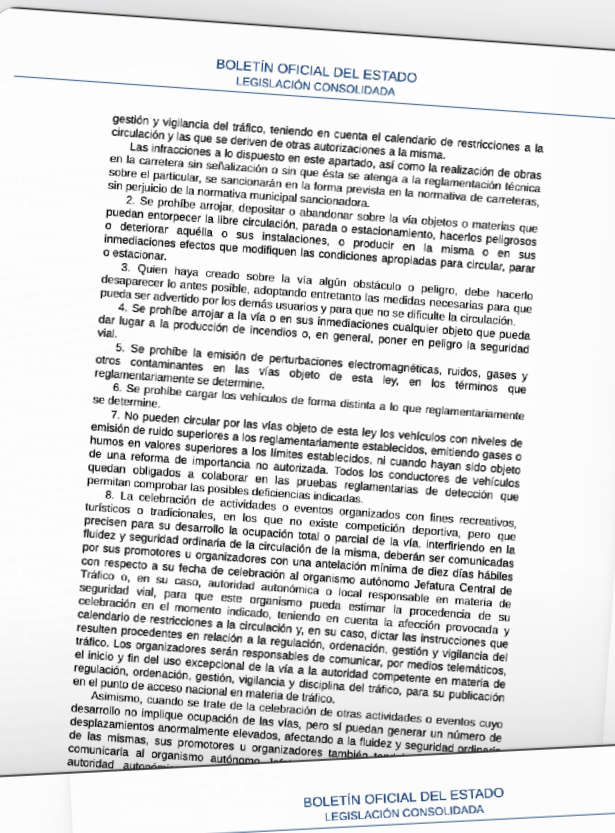 BOLETÍN OFICIAL DEL ESTADO
LEGISLACIÓN CONSOLIDADA
gestión y vigilancia del tráfico, teniendo en cuenta el calendario de restricciones a la
circulación y las que se deriven de otras autorizaciones a la misma.
Las infracciones a lo dispuesto en este apartado, así como la realización de obras
en la carretera sin señalización o sin que ésta se atenga a la reglamentación técnica
sobre el particular, se sancionarán en la forma prevista en la normativa de carreteras,
sin perjuicio de la normativa municipal sancionadora.
2. Se prohíbe arrojar, depositar o abandonar sobre la vía objetos o materias que
puedan entorpecer la libre circulación, parada o estacionamiento, hacerlos peligrosos
o deteriorar aquélla o sus instalaciones, o producir en la misma o en sus
inmediaciones efectos que modifiquen las condiciones apropiadas para circular, parar
o estacionar.
3. Quien haya creado sobre la vía algún obstáculo o peligro, debe hacerlo
desaparecer lo antes posible, adoptando entretanto las medidas necesarias para que
pueda ser advertido por los demás usuarios y para que no se dificulte la circulación.
4. Se prohíbe arrojar a la vía o en sus inmediaciones cualquier objeto que pueda
dar lugar a la producción de incendios o, en general, poner en peligro la seguridad
vial.
5. Se prohíbe la emisión de perturbaciones electromagnéticas, ruidos, gases y
otros contaminantes en las vías objeto de esta ley, en los términos que
reglamentariamente se determine.
6. Se prohíbe cargar los vehículos de forma distinta a lo que reglamentariamente
se determine.
7. No pueden circular por las vías objeto de esta ley los vehículos con niveles de
emisión de ruido superiores a los reglamentariamente establecidos, emitiendo gases o
humos en valores superiores a los límites establecidos, ni cuando hayan sido objeto
de una reforma de importancia no autorizada. Todos los conductores de vehículos
quedan obligados a colaborar en las pruebas reglamentarias de detección que
permitan comprobar las posibles deficiencias indicadas.
8. La celebración de actividades o eventos organizados con fines recreativos,
turísticos o tradicionales, en los que no existe competición deportiva, pero que
precisen para su desarrollo la ocupación total o parcial de la vía, interfiriendo en la
fluidez y seguridad ordinaria de la circulación de la misma, deberán ser comunicadas
por sus promotores u organizadores con una antelación mínima de diez días hábiles
con respecto a su fecha de celebración al organismo autónomo Jefatura Central de
Tráfico o, en su caso, autoridad autonómica o local responsable en materia de
seguridad vial, para que este organismo pueda estimar la procedencia de su
celebración en el momento indicado, teniendo en cuenta la afección provocada y
calendario de restricciones a la circulación y, en su caso, dictar las instrucciones que
resulten procedentes en relación a la regulación, ordenación, gestión y vigilancia del
tráfico. Los organizadores serán responsables de comunicar, por medios telemáticos,
el inicio y fin del uso excepcional de la vía a la autoridad competente en materia de
regulación, ordenación, gestión, vigilancia y disciplina del tráfico, para su publicación
en el punto de acceso nacional en materia de tráfico.
Asimismo, cuando se trate de la celebración de otras actividades o eventos cuyo
desarrollo no implique ocupación de las vías, pero sí puedan generar un número de
desplazamientos anormalmente elevados, afectando a la fluidez y seguridad ordinaria
de las mismas, sus promotores u organizadores también
comunicarla al organismo autónomo
autoridad
BOLETÍN OFICIAL DEL ESTADO
LEGISLACIÓN CONSOLIDADA